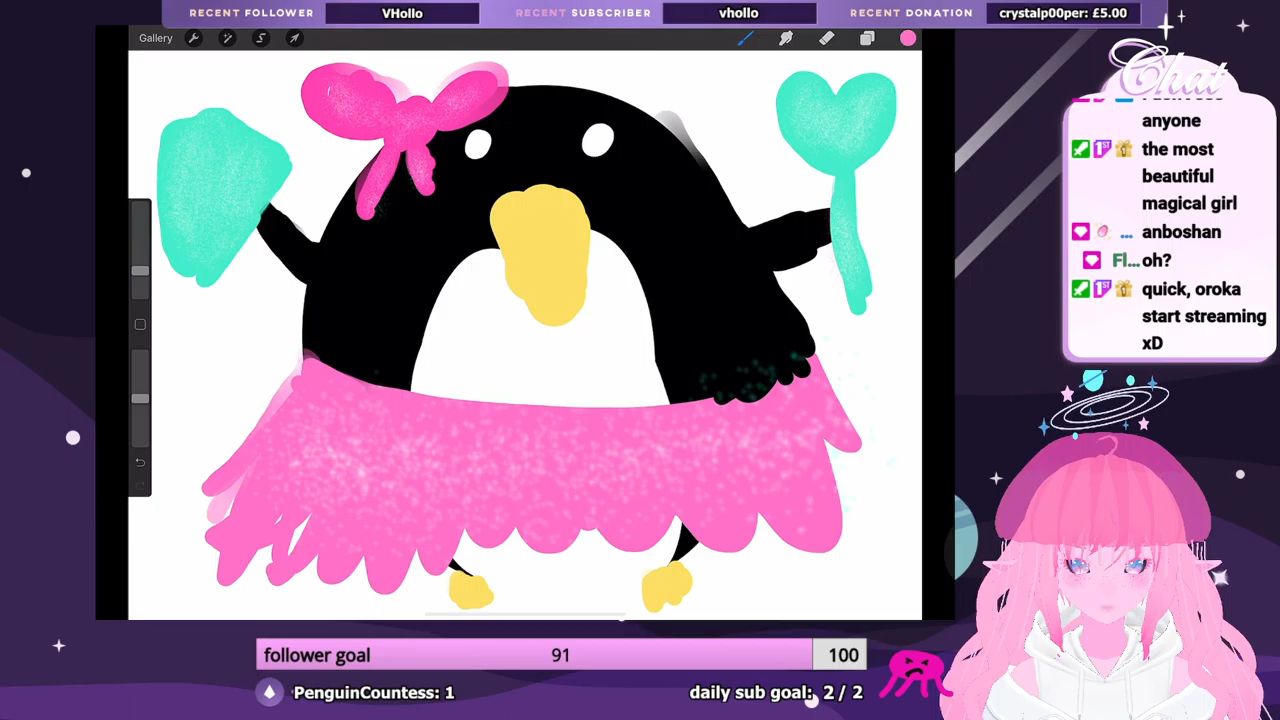 RECENT FOLLOWER VHollo RECENT SUBSCRIBER vhollo RECENT DONATION crystalp00per: £5.00
Gallery
Chat
anyone
the most
beautiful
magical girl
anboshan
Fl... oh?
quick, oroka
start streaming
xD
follower goal 91 100
PenguinCountess: 1 daily sub goal: 2 / 2